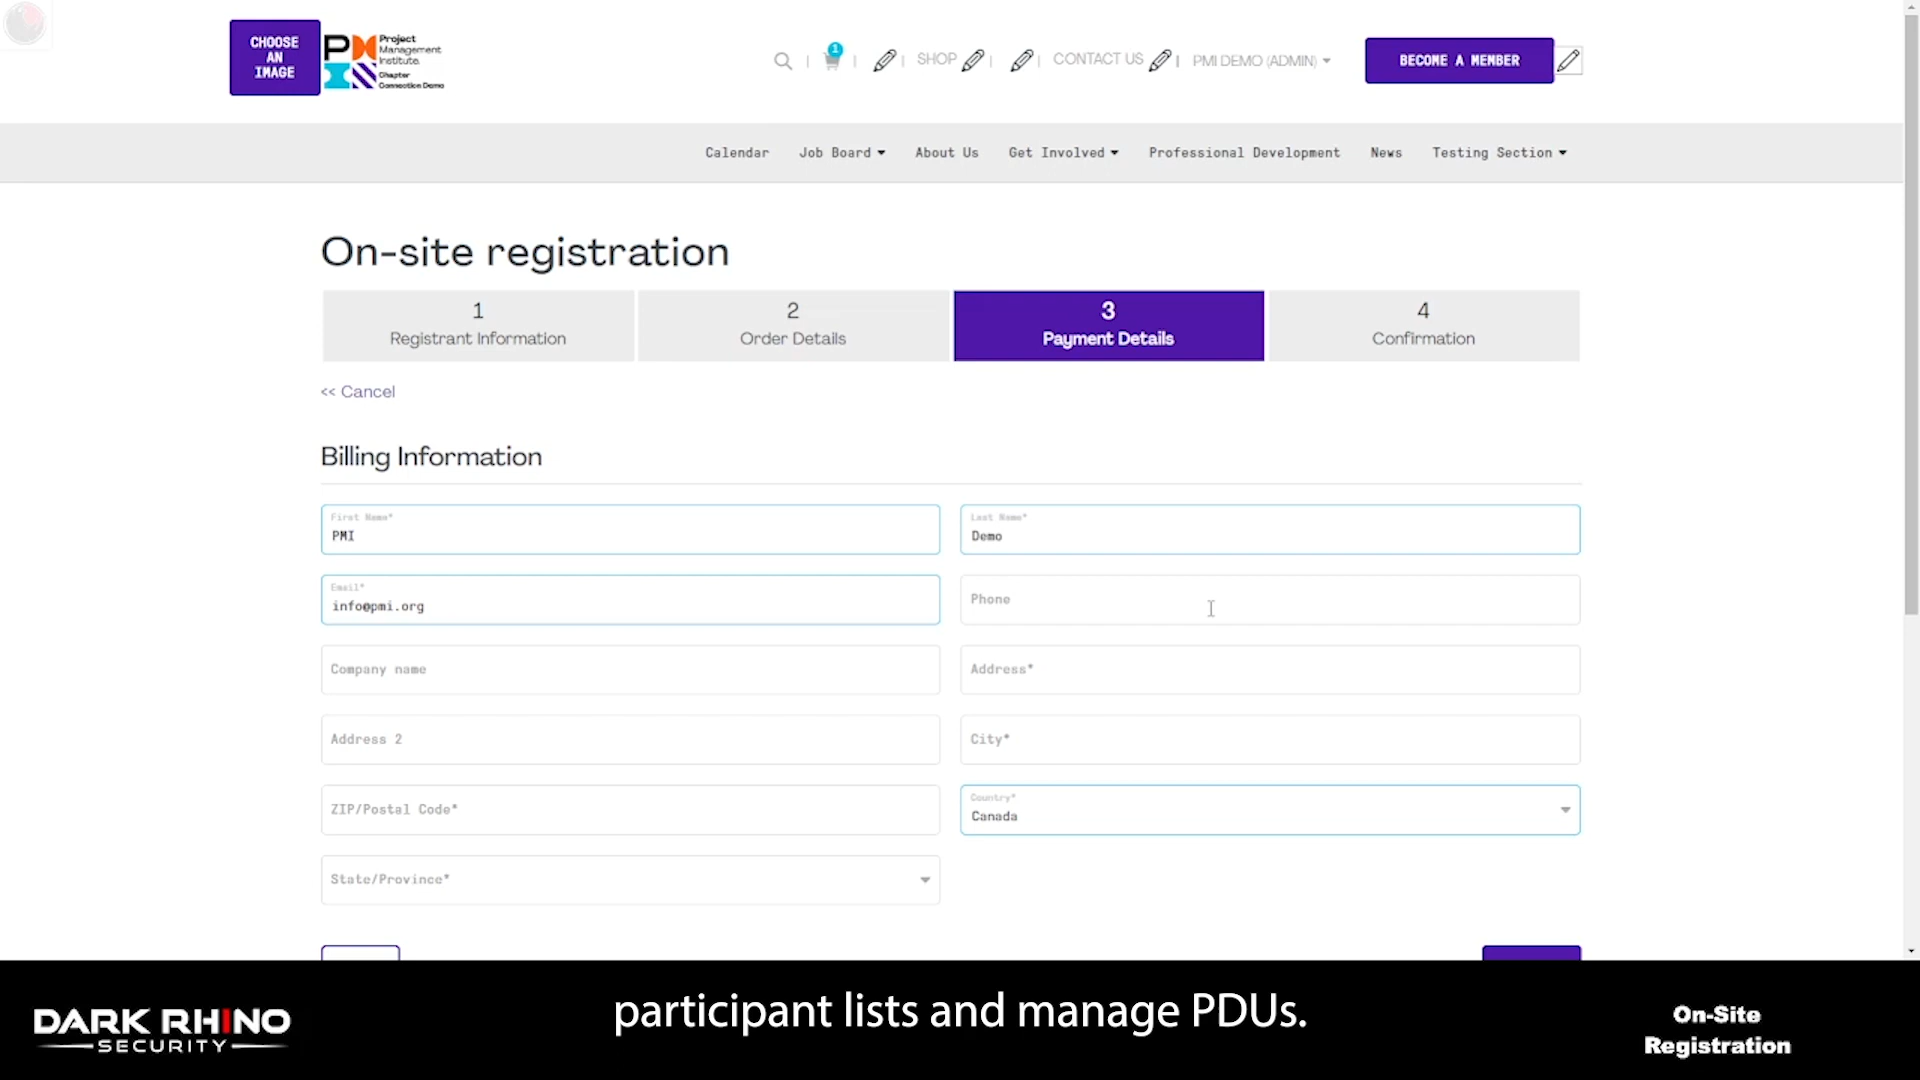 CHOOSE
AN
IMAGE
PMI
Project
Management
Institute.
Chapter
Connection Demo
1
SHOP
CONTACT US
PMI DEMO (ADMIN)
BECOME A MEMBER
Calendar
Job Board
About Us
Get Involved
Professional Development
News
Testing Section
On-site registration
1
Registrant Information
2
Order Details
3
Payment Details
4
Confirmation
<< Cancel
Billing Information
First Name*
PMI
Last Name*
Demo
Email*
info@pmi.org
Phone
Company name
Address*
Address 2
City*
ZIP/Postal Code*
Country*
Canada
State/Province*
participant lists and manage PDUs.
DARK RHINO
SECURITY
On-Site
Registration